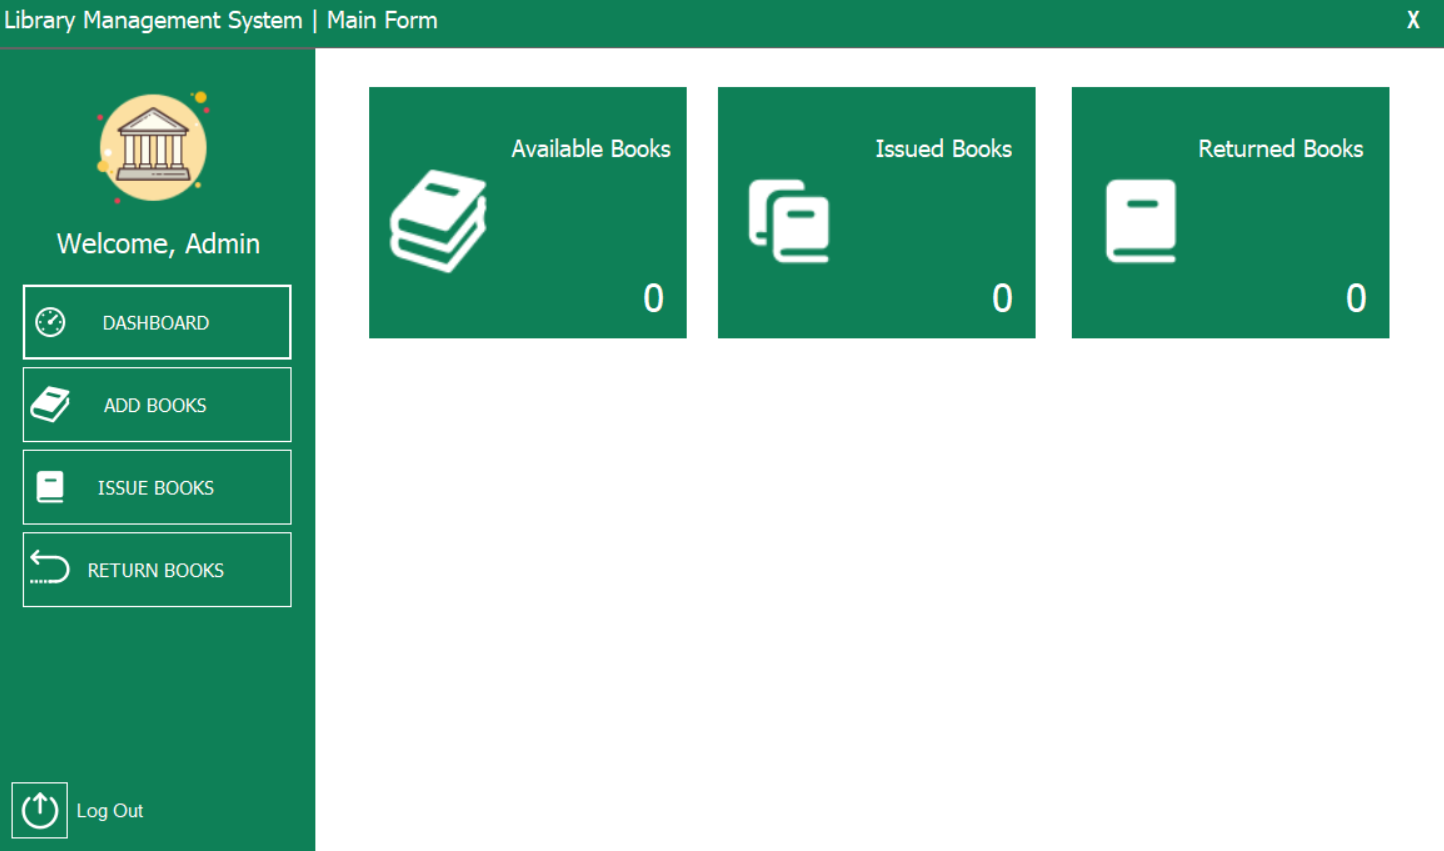 Library Management System | Main Form
X
Welcome, Admin
DASHBOARD
ADD BOOKS
ISSUE BOOKS
RETURN BOOKS
Log Out
Available Books
0
Issued Books
0
Returned Books
0